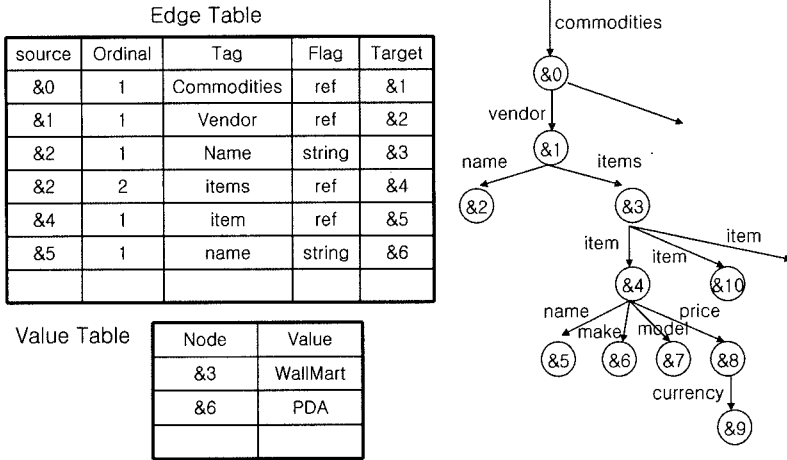 Edge Table
source Ordinal Tag Flag Target
&0 1 Commodities ref &1
&1 1 Vendor ref &2
&2 1 Name string &3
&2 2 items ref &4
&4 1 item ref &5
&5 1 name string &6
Value Table
Node Value
&3 WallMart
&6 PDA
commodities
&0
vendor
&1
name items
&2 &3
item item item
&4 &10
name make model price
&5 &6 &7 &8
currency
&9